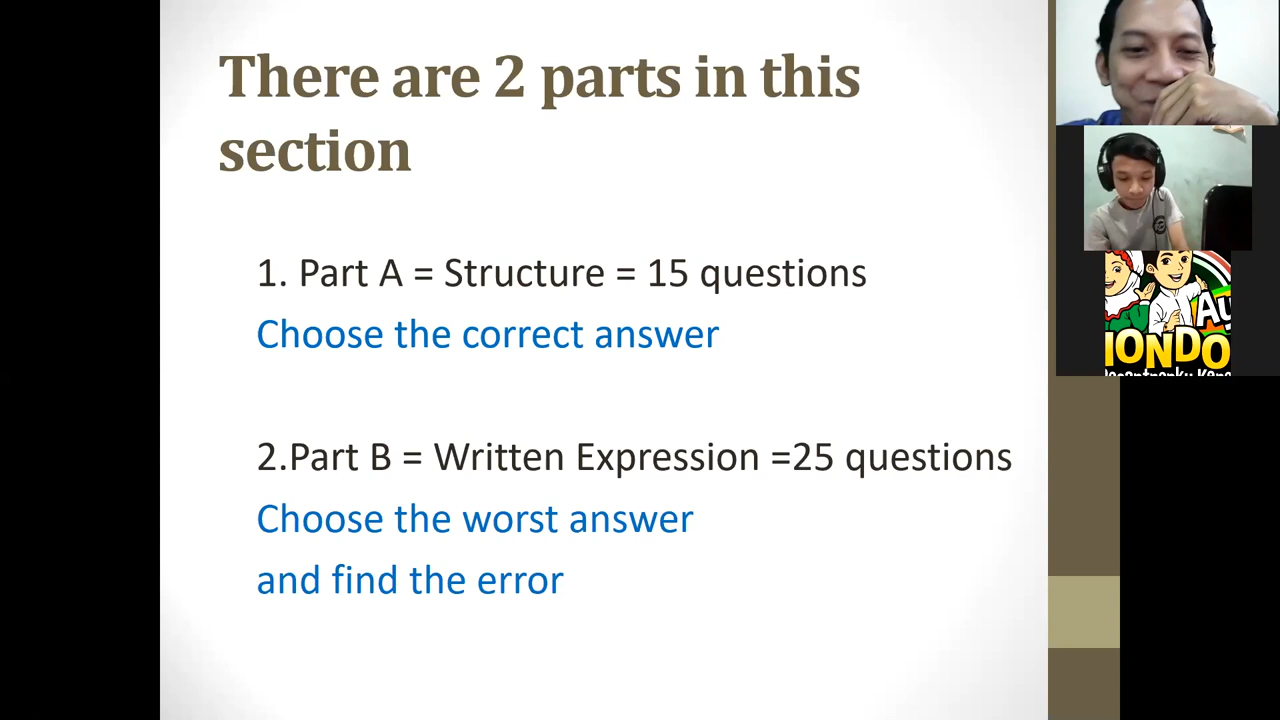 There are 2 parts in this
section
1. Part A = Structure = 15 questions
Choose the correct answer
2.Part B = Written Expression =25 questions
Choose the worst answer
and find the error